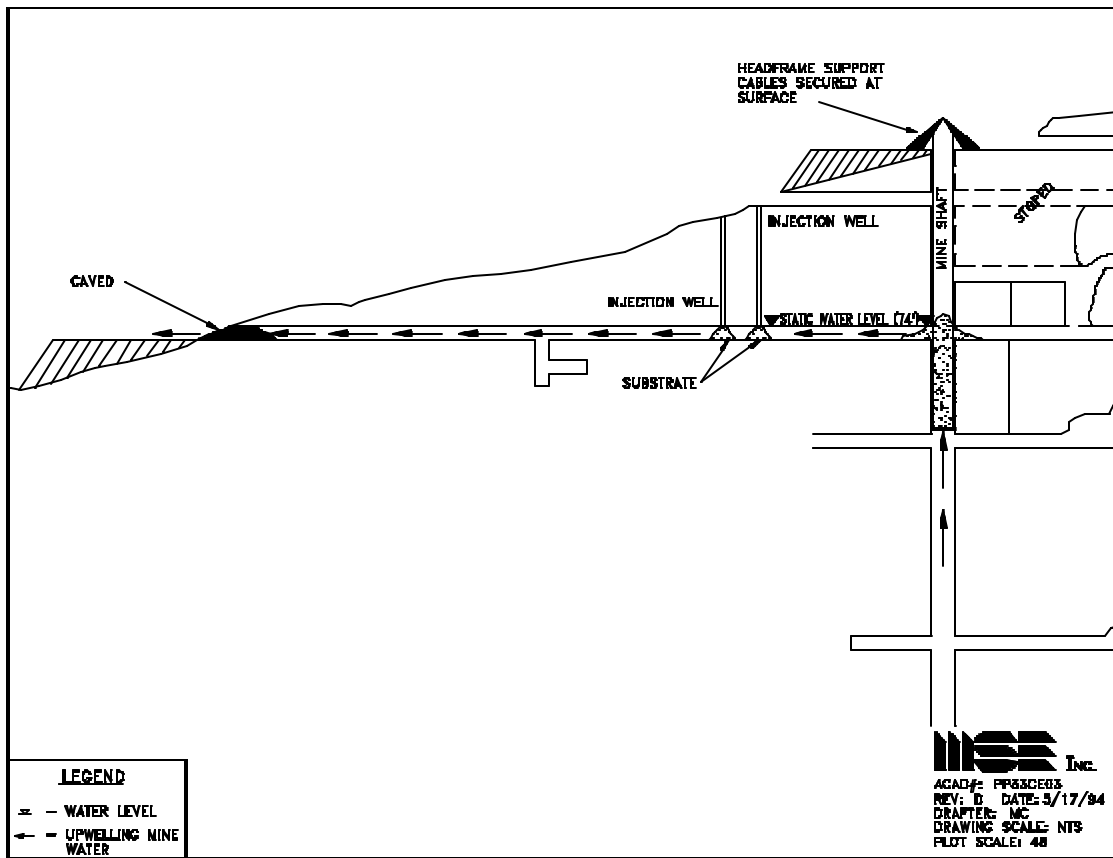 HEADFRAME SUPPORT
CABLES SECURED AT
SURFACE
MINE SHAFT
STOPED
INJECTION WELL
CAVED
INJECTION WELL
STATIC WATER LEVEL (74')
SUBSTRATE
LEGEND
- WATER LEVEL
- UPWELLING MINE
WATER
MSE INC.
ACAD#:
REV: D DATE: 5/17/94
DRAFTER: MC
DRAWING SCALE: NTS
PLOT SCALE: 48